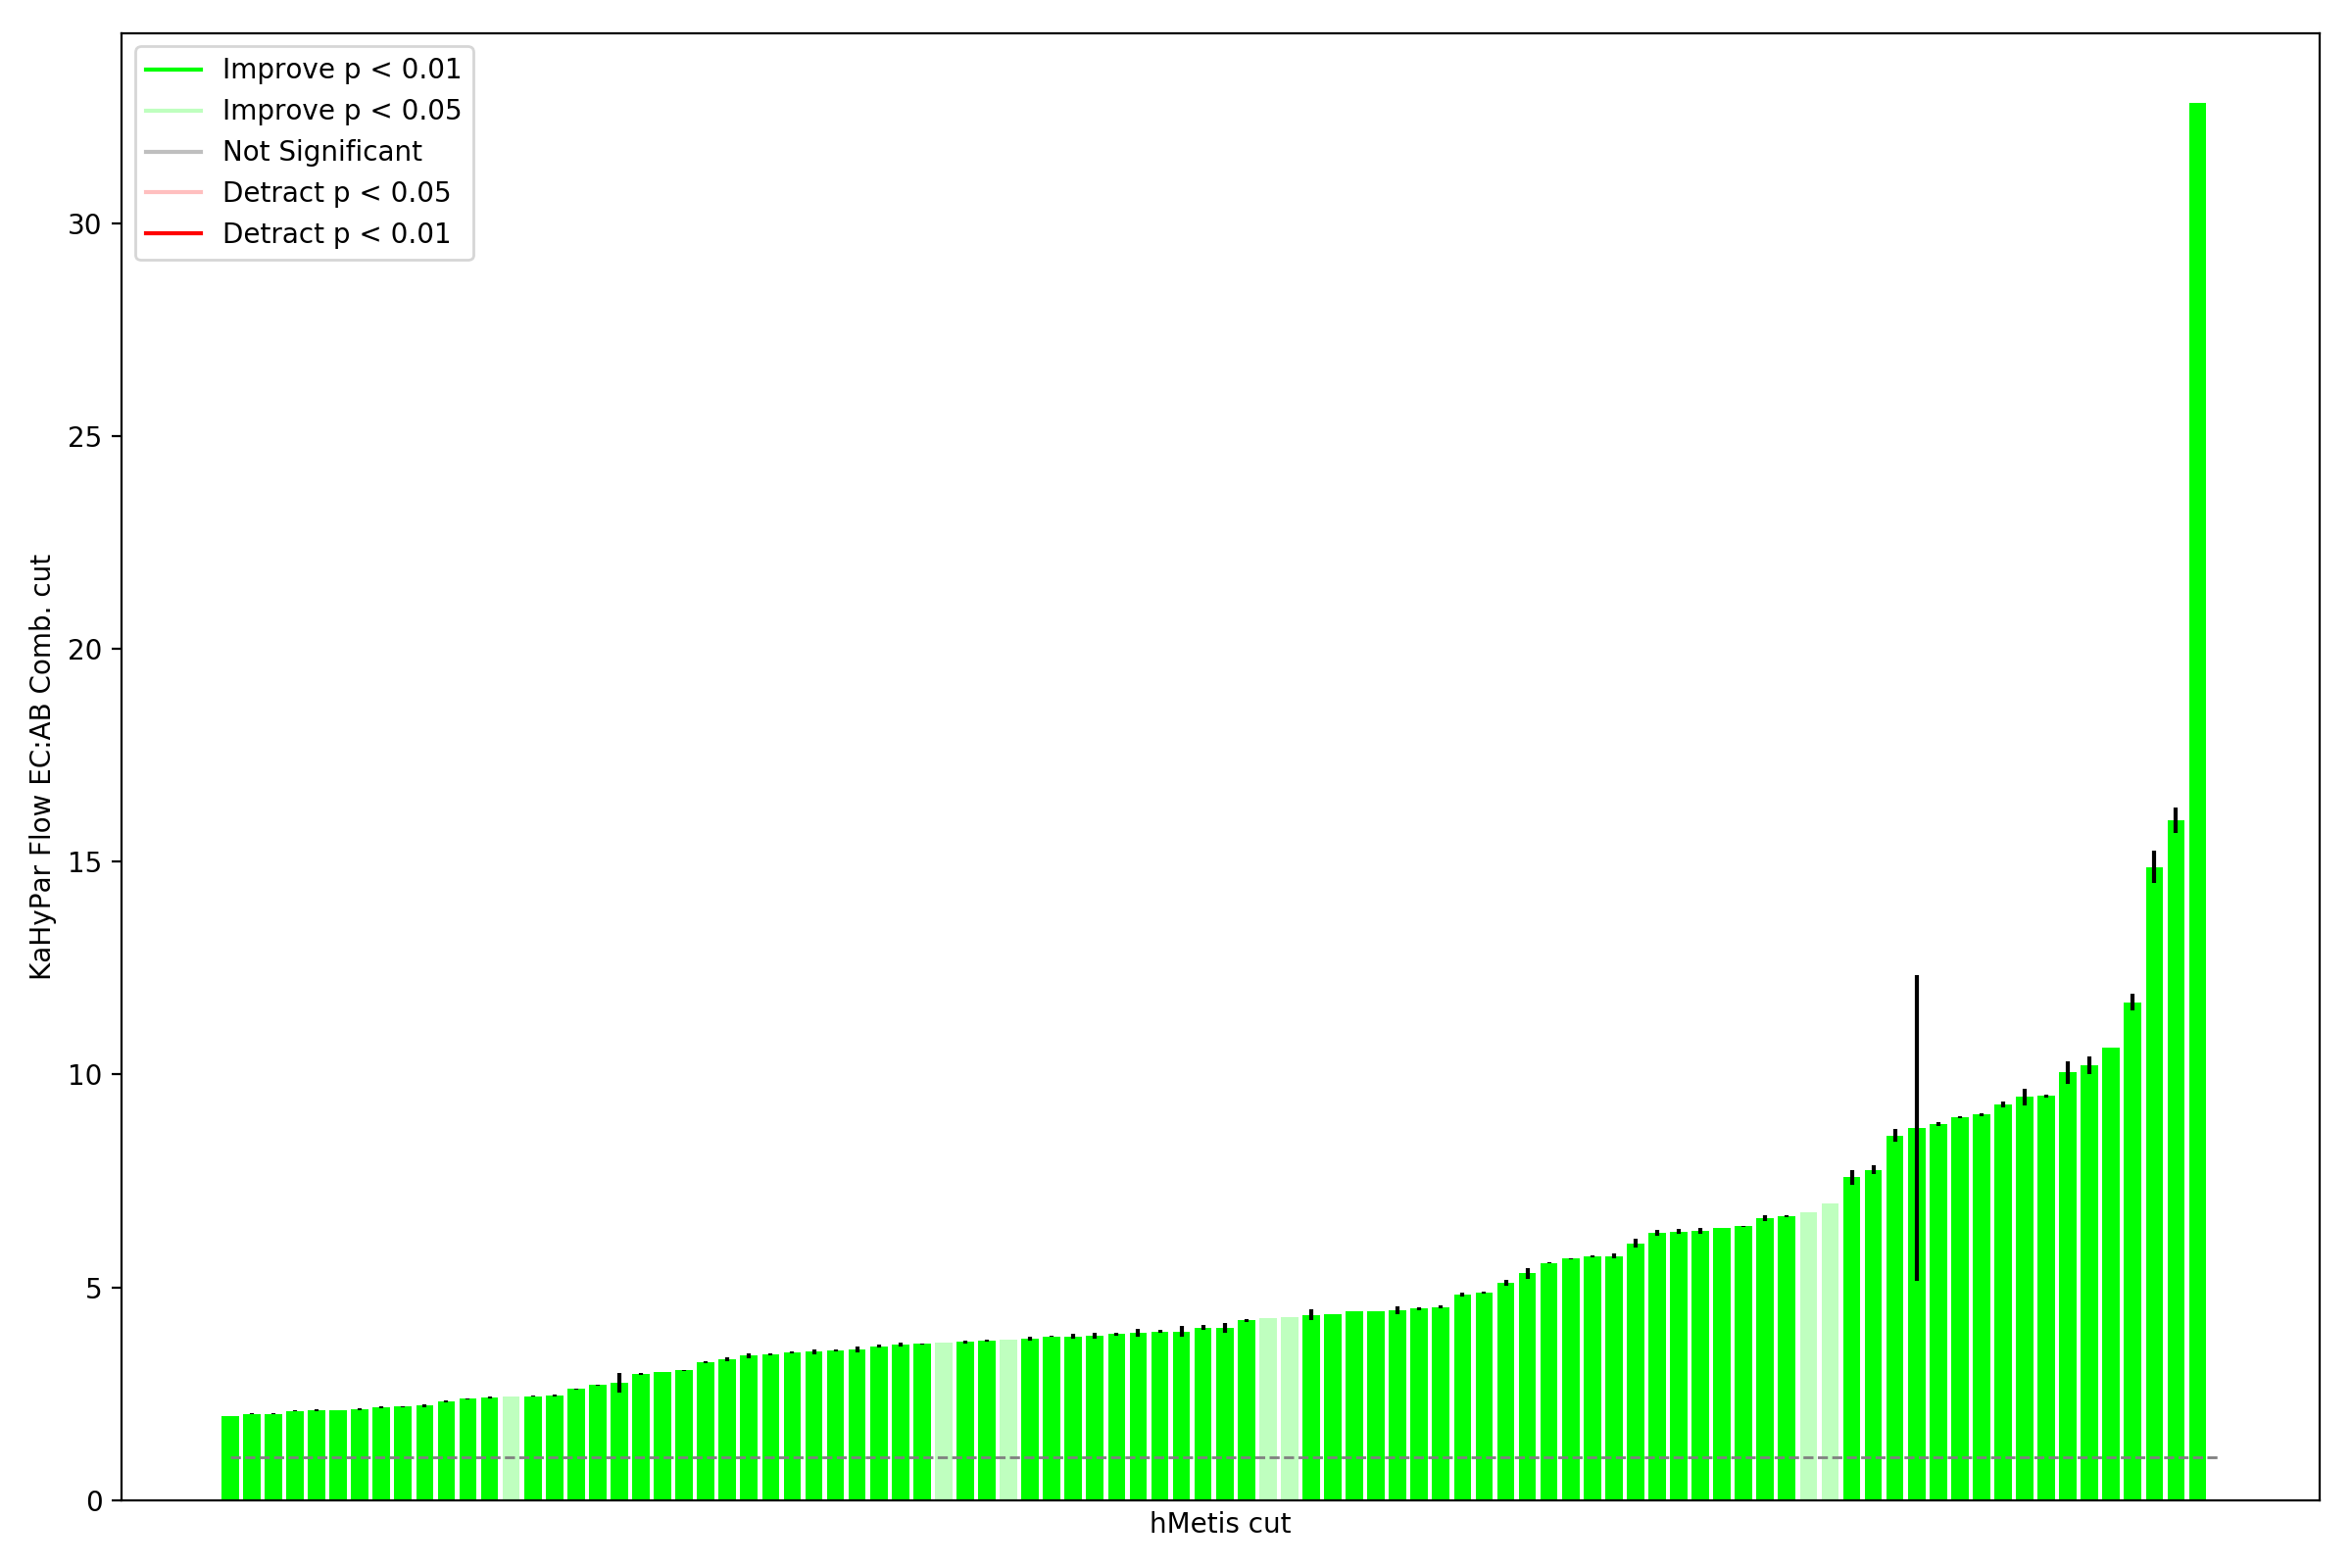 Improve p < 0.01
Improve p < 0.05
Not Significant
Detract p < 0.05
Detract p < 0.01
30
25
20
15
10
5
0
KaHyPar Flow EC:AB Comb. cut
hMetis cut